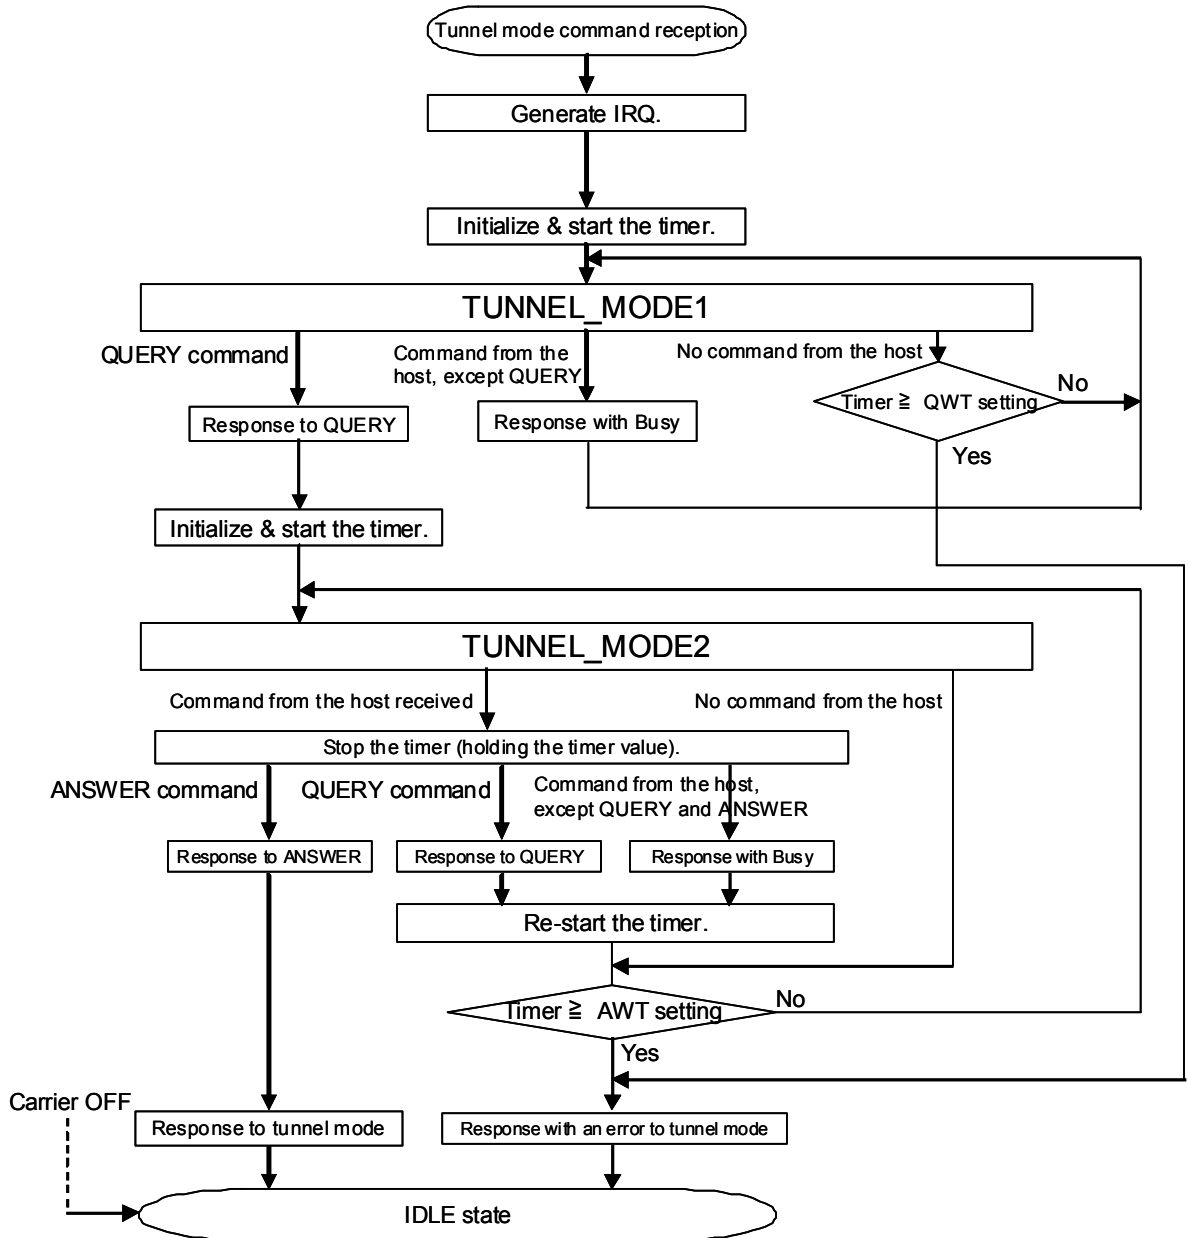 Tunnel mode command reception
Generate IRQ.
Initialize & start the timer.
TUNNEL_MODE1
QUERY command
Command from the
host, except QUERY
No command from the host
Timer ≧ QWT setting
No
Yes
Response to QUERY
Response with Busy
Initialize & start the timer.
TUNNEL_MODE2
Command from the host received
No command from the host
Stop the timer (holding the timer value).
ANSWER command
QUERY command
Command from the host,
except QUERY and ANSWER
Response to ANSWER
Response to QUERY
Response with Busy
Re-start the timer.
Timer ≧ AWT setting
No
Yes
Carrier OFF
Response to tunnel mode
Response with an error to tunnel mode
IDLE state